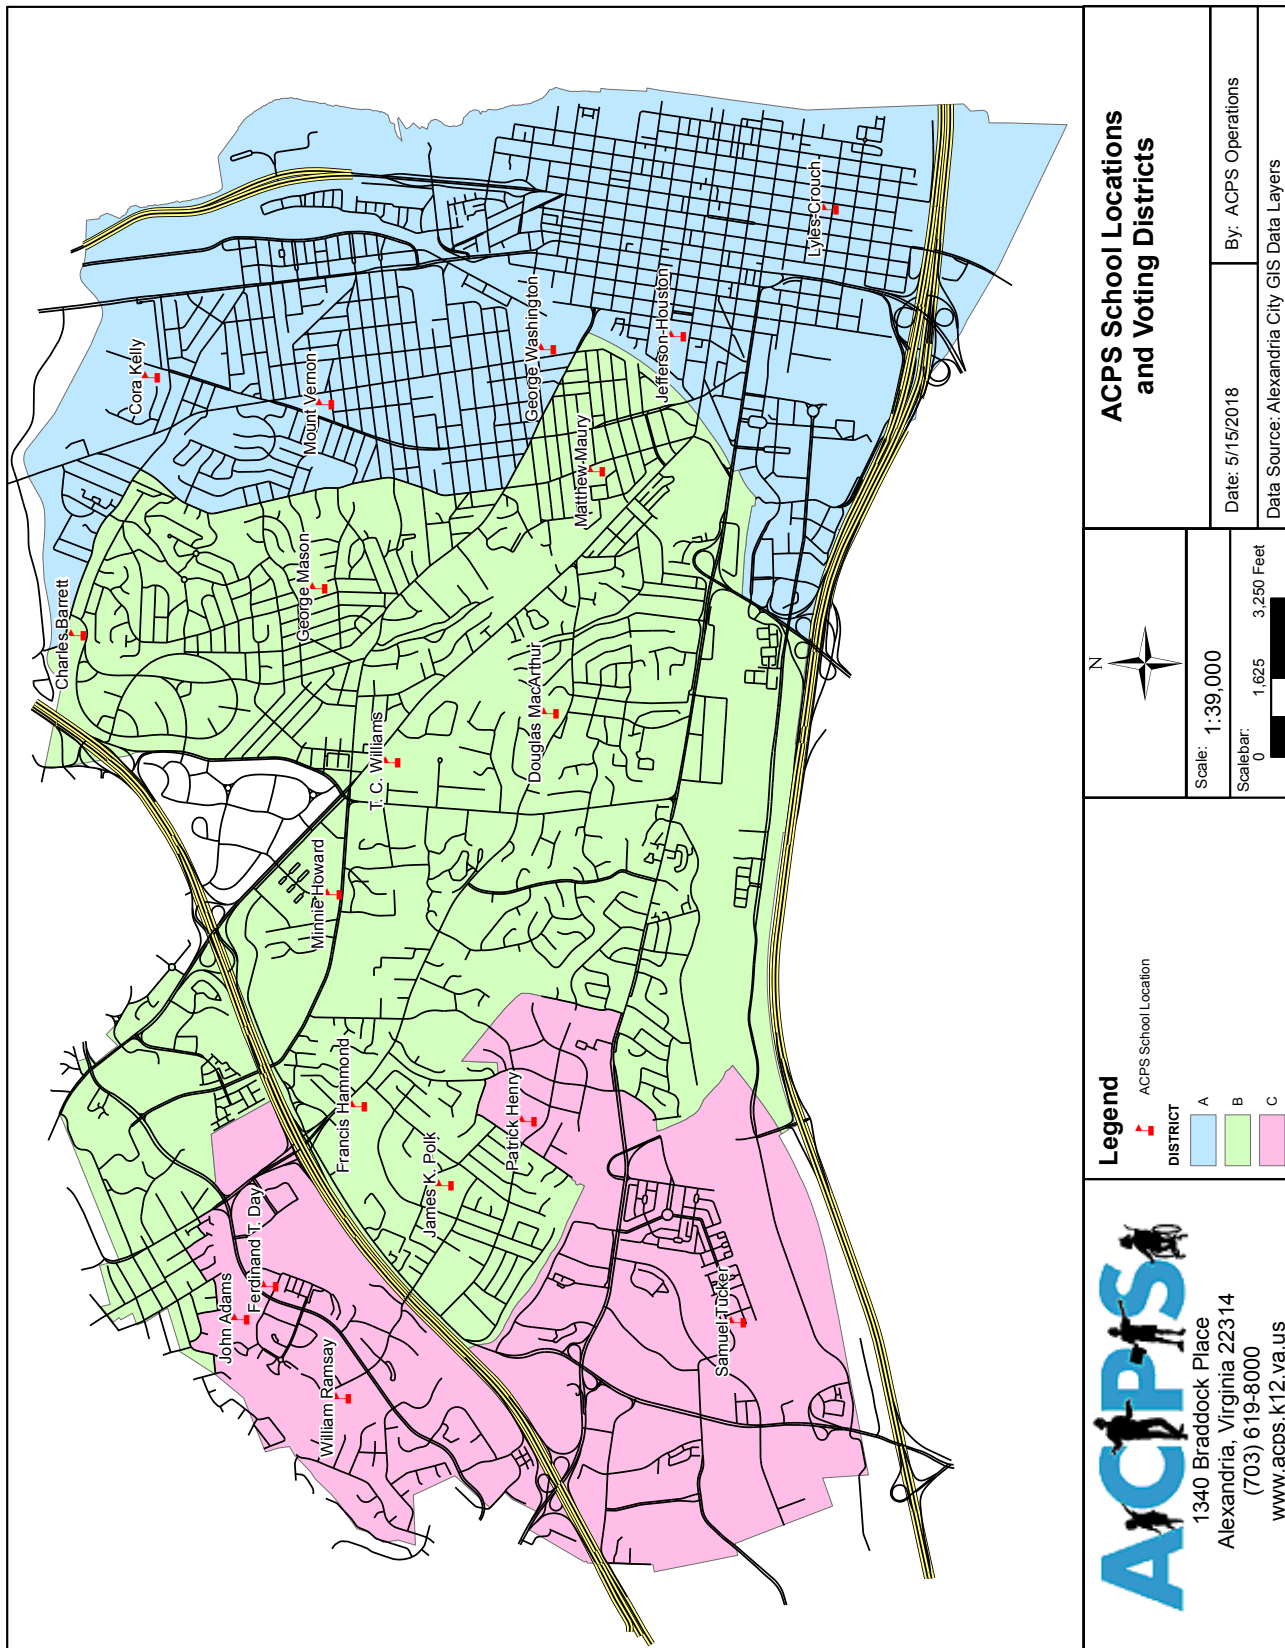 Cora Kelly
Mount Vernon
Charles Barrett
George Mason
George Washington
Jefferson-Houston
Lyles-Crouch
Matthew-Maury
T. C. Williams
Douglas MacArthur
Minnie Howard
Francis Hammond
James K. Polk
Patrick Henry
John Adams
Ferdinand T. Day
William Ramsay
Samuel Tucker
ACPS
1340 Braddock Place
Alexandria, Virginia 22314
(703) 619-8000
www.acps.k12.va.us
Legend
ACPS School Location
DISTRICT
A
B
C
N
Scale: 1:39,000
Scalebar:
0 1,625 3,250 Feet
ACPS School Locations
and Voting Districts
Date: 5/15/2018
By: ACPS Operations
Data Source: Alexandria City GIS Data Layers